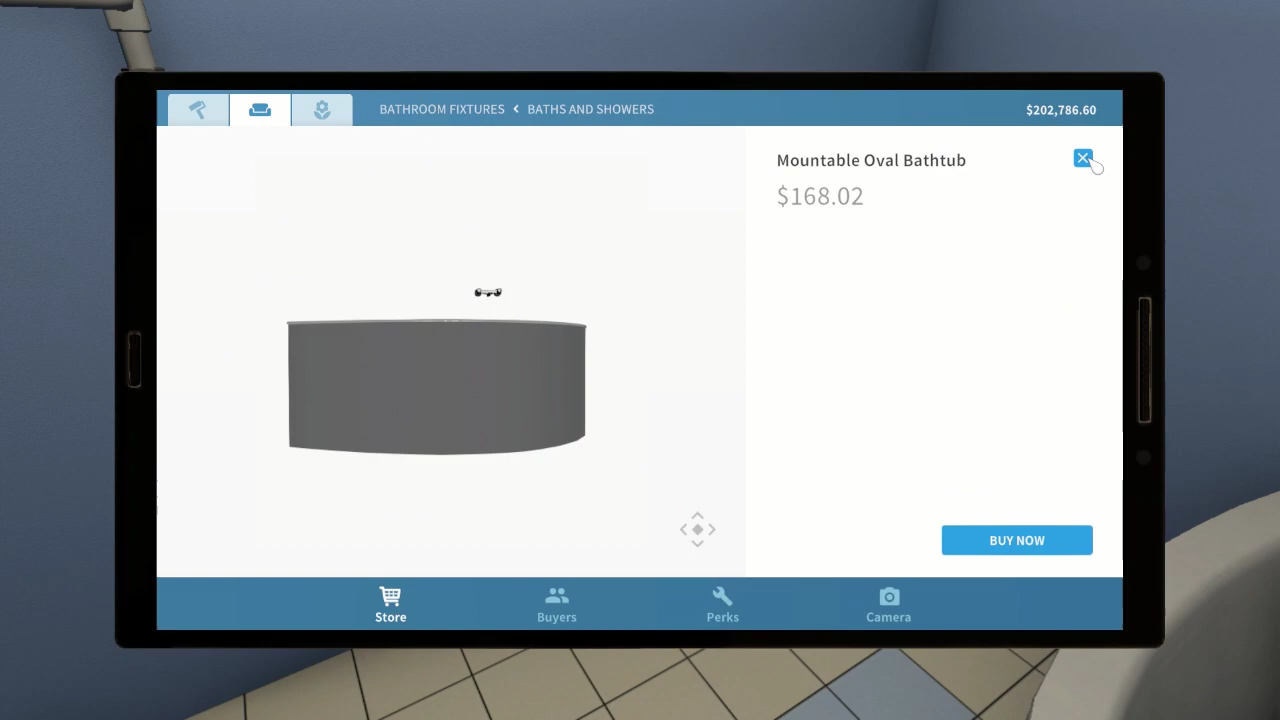 BATHROOM FIXTURES < BATHS AND SHOWERS
$202,786.60
Mountable Oval Bathtub
$168.02
BUY NOW
Store
Buyers
Perks
Camera